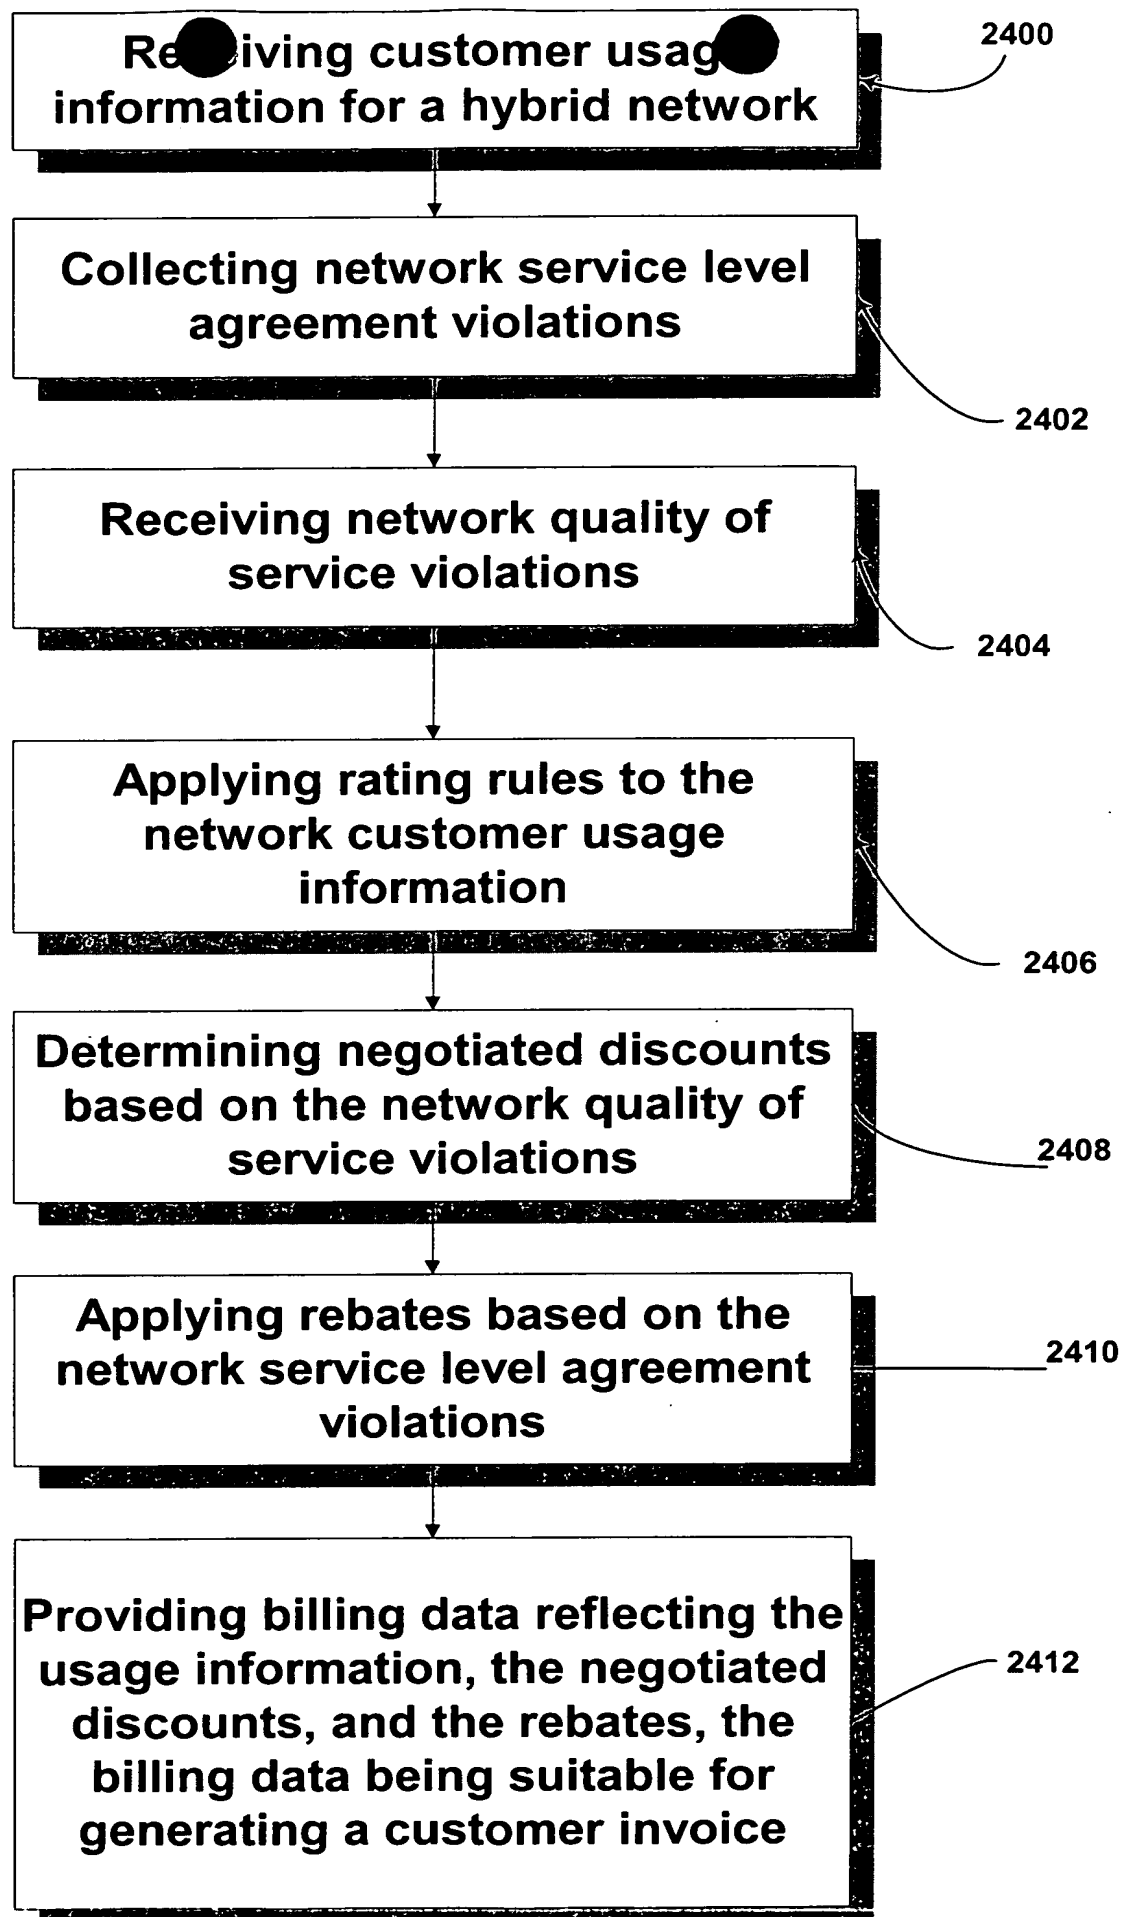 Receiving customer usage
information for a hybrid network
2400
Collecting network service level
agreement violations
2402
Receiving network quality of
service violations
2404
Applying rating rules to the
network customer usage
information
2406
Determining negotiated discounts
based on the network quality of
service violations
2408
Applying rebates based on the
network service level agreement
violations
2410
Providing billing data reflecting the
usage information, the negotiated
discounts, and the rebates, the
billing data being suitable for
generating a customer invoice
2412